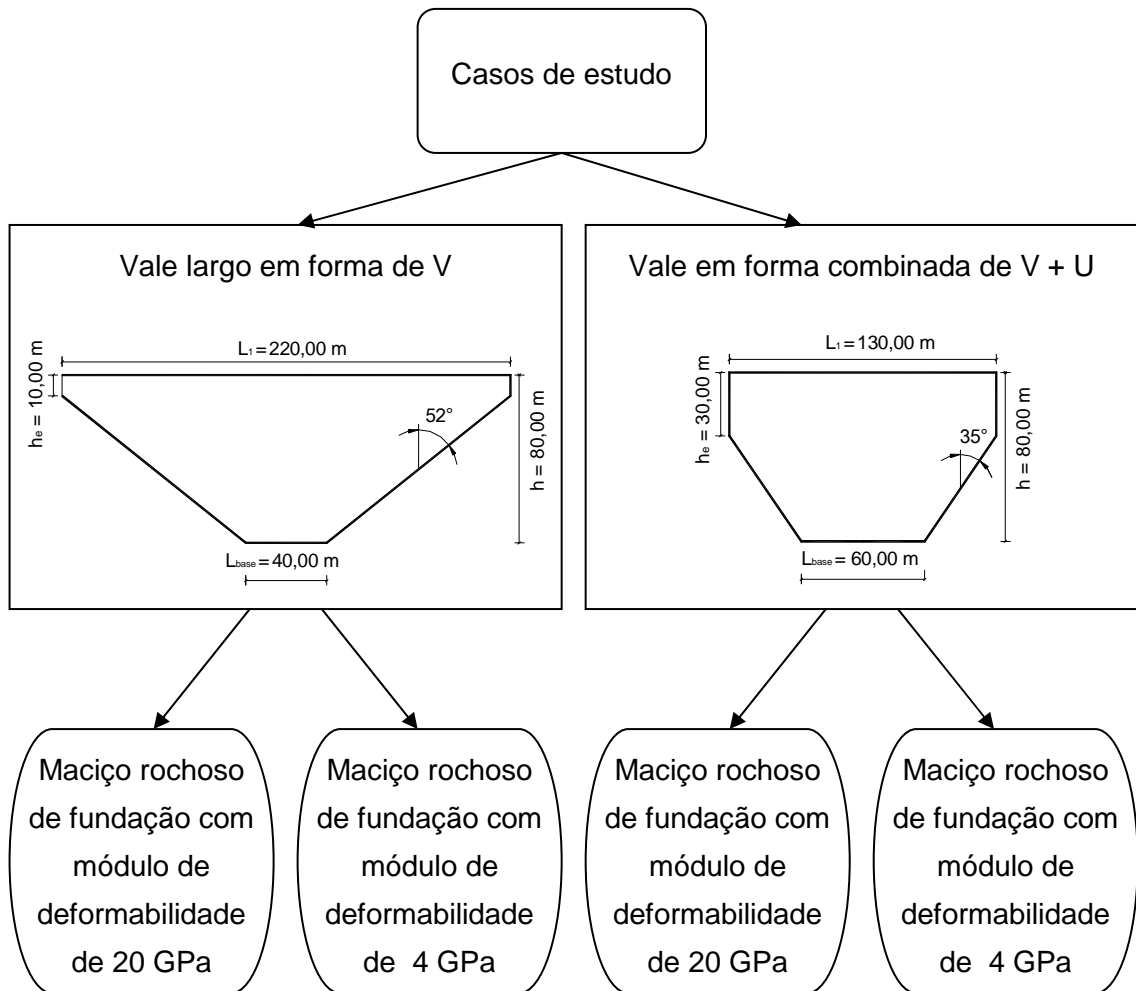 Casos de estudo
Vale largo em forma de V
L1 = 220,00 m
he = 10,00 m
52°
h = 80,00 m
Lbase = 40,00 m
Vale em forma combinada de V + U
L1 = 130,00 m
he = 30,00 m
35°
h = 80,00 m
Lbase = 60,00 m
Maciço rochoso
de fundação com
módulo de
deformabilidade
de 20 GPa
Maciço rochoso
de fundação com
módulo de
deformabilidade
de 4 GPa
Maciço rochoso
de fundação com
módulo de
deformabilidade
de 20 GPa
Maciço rochoso
de fundação com
módulo de
deformabilidade
de 4 GPa